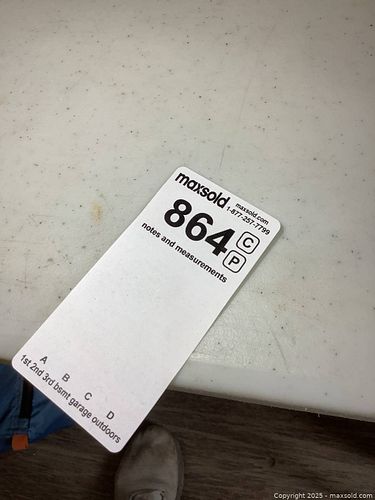 maxsold
maxsold.com
1-877-257-7799
864
C
P
notes and measurements
A B C D
1st 2nd 3rd bsmt garage outdoors
Copyright 2025 - maxsold.com